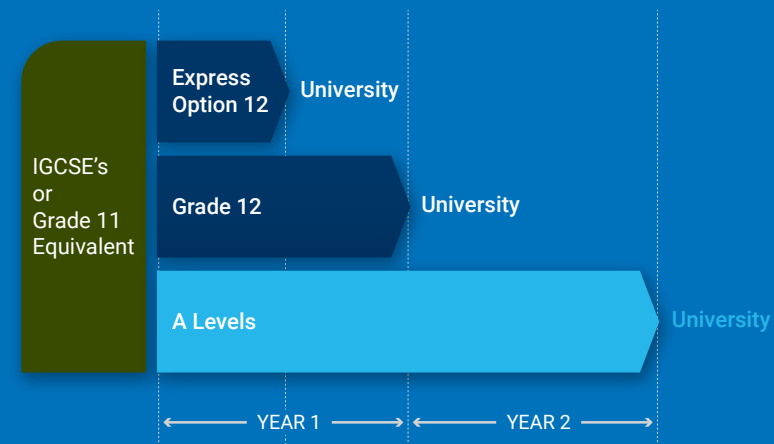 IGCSE's
or
Grade 11
Equivalent
Express
Option 12
University
Grade 12
University
A Levels
University
YEAR 1
YEAR 2